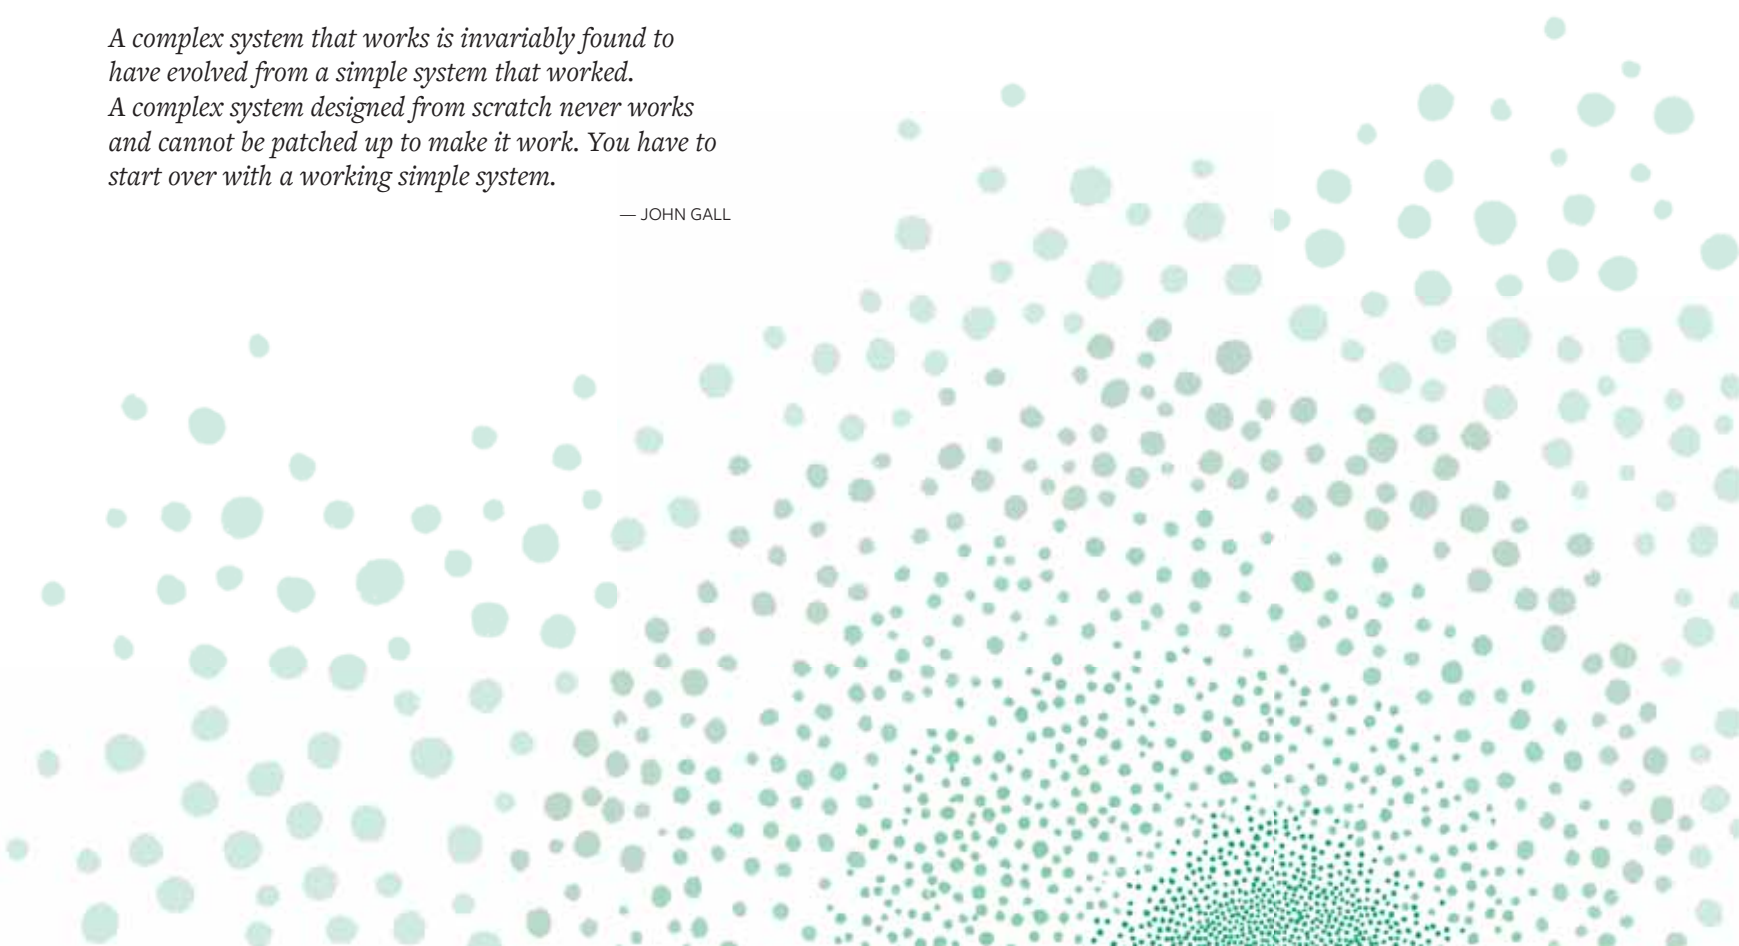 A complex system that works is invariably found to
have evolved from a simple system that worked.
A complex system designed from scratch never works
and cannot be patched up to make it work. You have to
start over with a working simple system.
— JOHN GALL